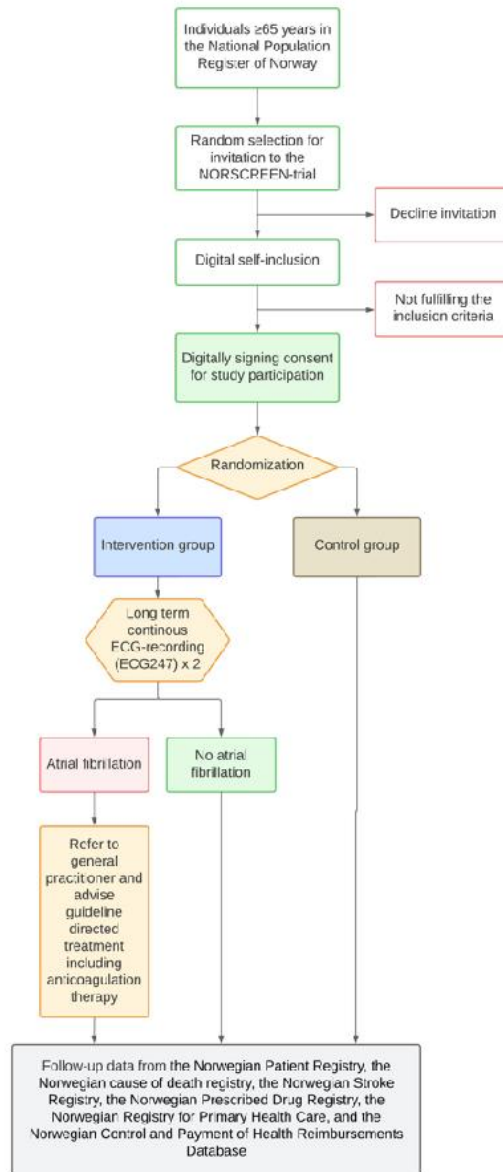 Individuals ≥65 years in
the National Population
Register of Norway
Random selection for
invitation to the
NORSCREEN-trial
Decline invitation
Digital self-inclusion
Not fulfilling the
inclusion criteria
Digitally signing consent
for study participation
Randomization
Intervention group
Control group
Long term
continous
ECG-recording
(ECG247) x 2
Atrial fibrillation
No atrial
fibrillation
Refer to
general
practitioner and
advise
guideline
directed
treatment
including
anticoagulation
therapy
Follow-up data from the Norwegian Patient Registry, the
Norwegian cause of death registry, the Norwegian Stroke
Registry, the Norwegian Prescribed Drug Registry, the
Norwegian Registry for Primary Health Care, and the
Norwegian Control and Payment of Health Reimbursements
Database